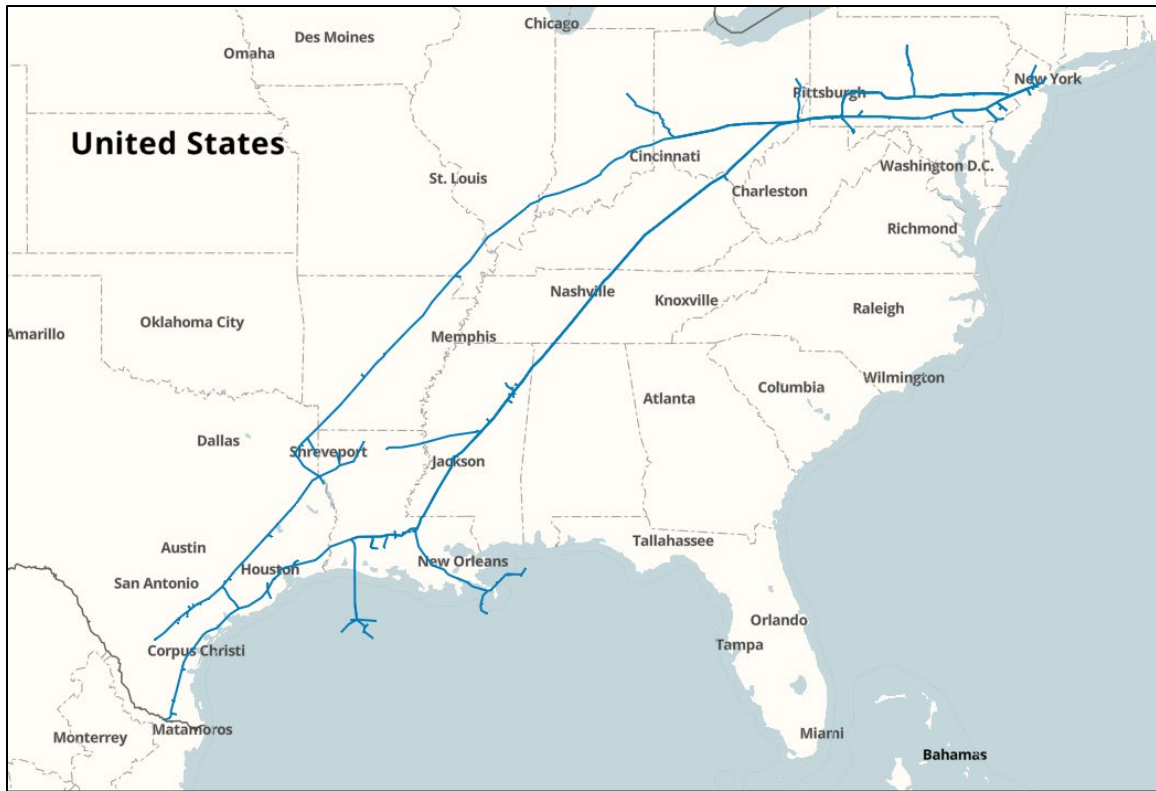 Chicago
Des Moines
Omaha
New York
Pittsburgh
United States
Cincinnati
Washington D.C.
St. Louis
Charleston
Richmond
Nashville
Knoxville
Raleigh
Oklahoma City
Amarillo
Memphis
Wilmington
Columbia
Atlanta
Dallas
Shreveport
Jackson
Tallahassee
Austin
New Orleans
Houston
San Antonio
Orlando
Tampa
Corpus Christi
Matamoros
Monterrey
Miami
Bahamas